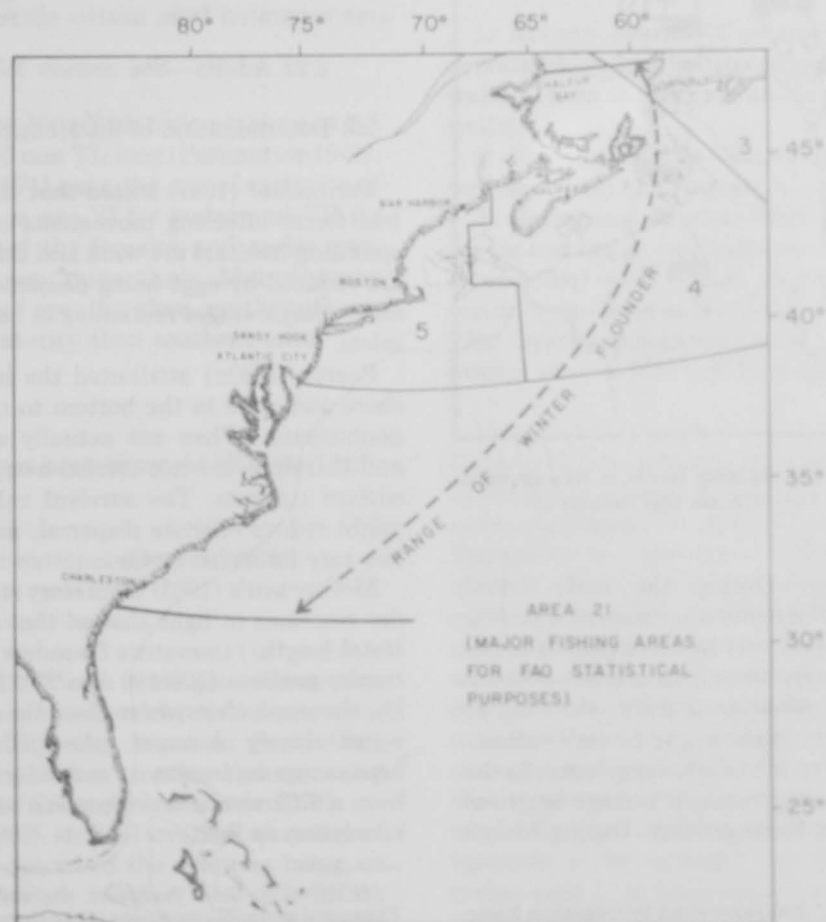 80° 75° 70° 65° 60°
45°
3
BAR HARBOR
BOSTON
4
40°
5
SANDY HOOK
ATLANTIC CITY
RANGE OF WINTER FLOUNDER
35°
CHARLESTON
AREA 21
30°
(MAJOR FISHING AREAS
FOR FAO STATISTICAL
PURPOSES)
25°